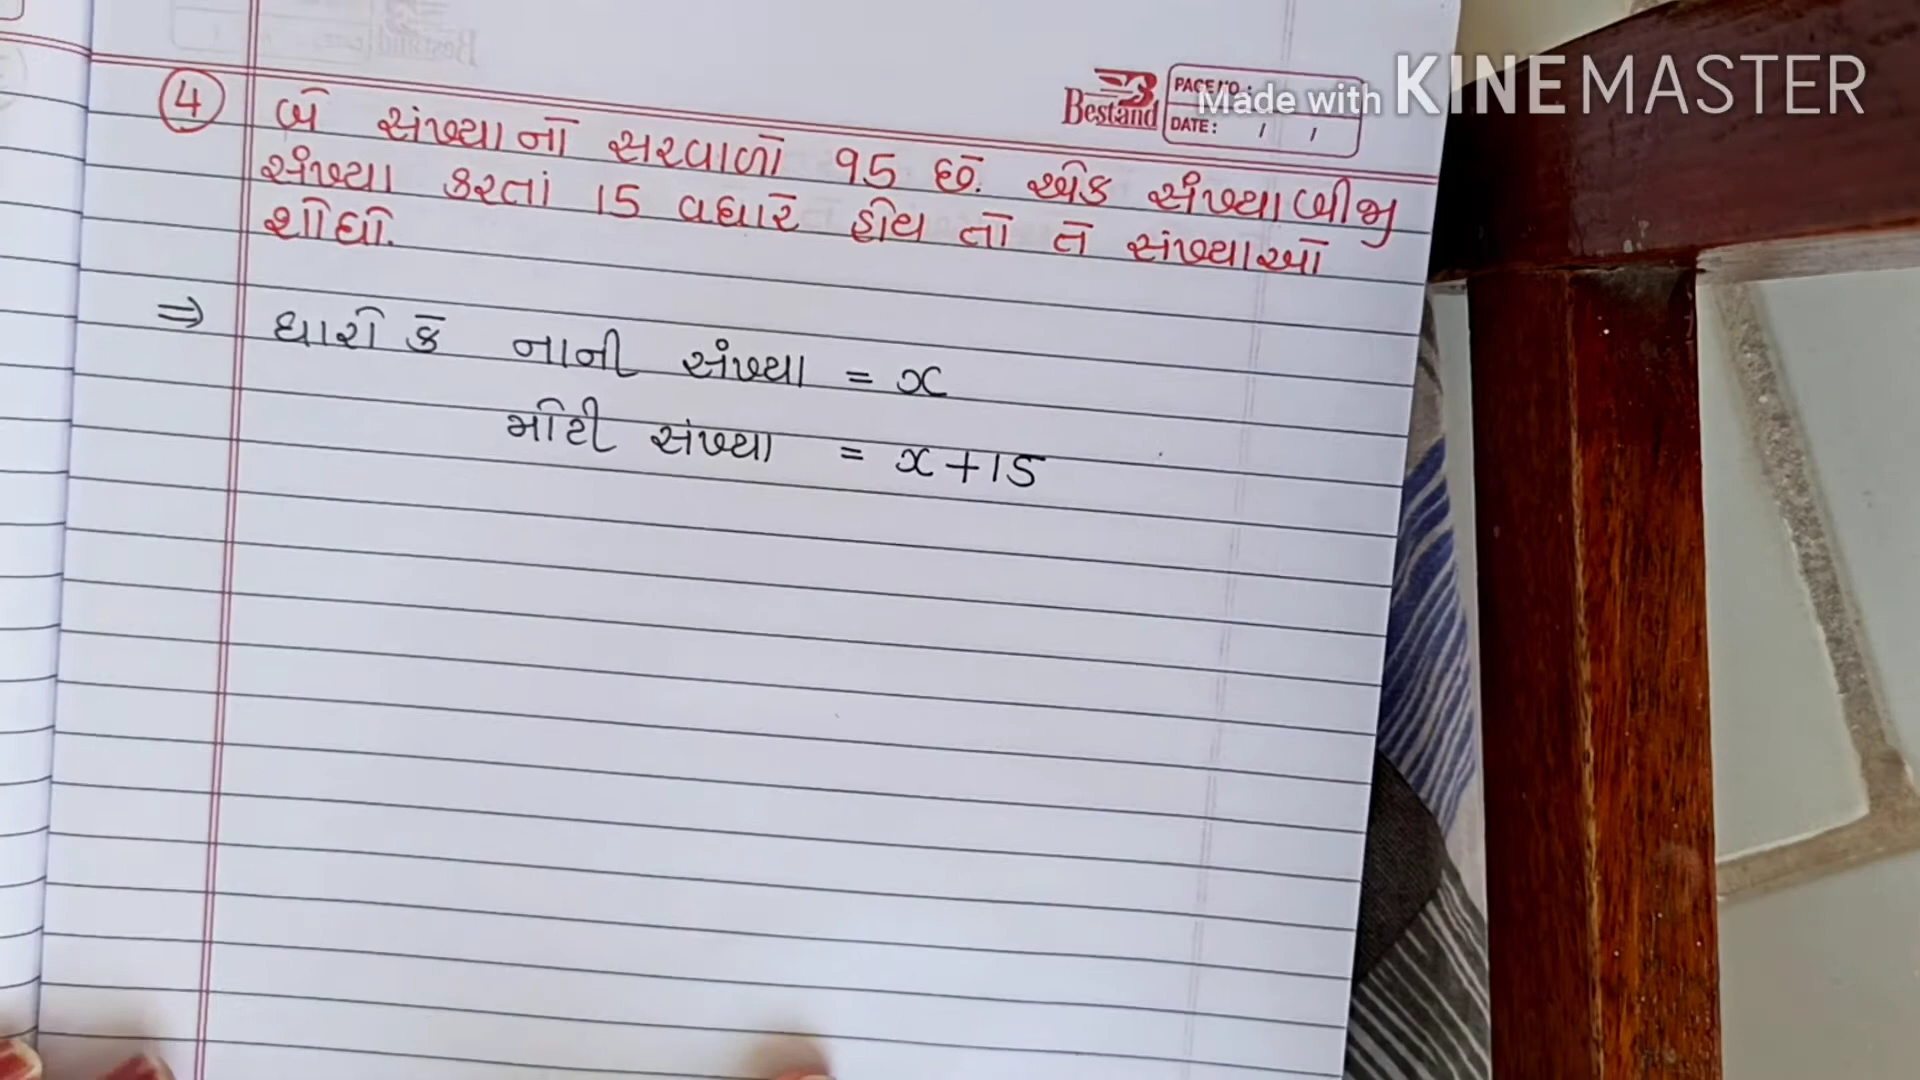 Bestand
PAGE NO.:
DATE: / /
Made with KINEMASTER
4 બે સંખ્યાનો સરવાળો 95 છે. એક સંખ્યા બીજી
સંખ્યા કરતાં 15 વધારે હોય તો તે સંખ્યાઓ
શોધો.
⇒ ધારો કે નાની સંખ્યા = x
મોટી સંખ્યા = x+15